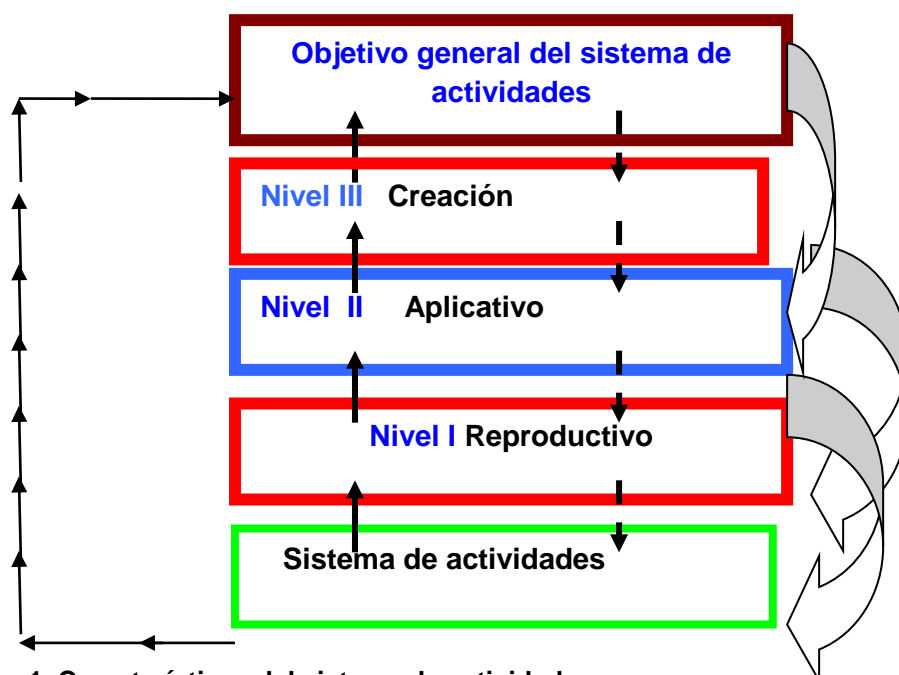 Objetivo general del sistema de
actividades
Nivel III Creación
Nivel II Aplicativo
Nivel I Reproductivo
Sistema de actividades